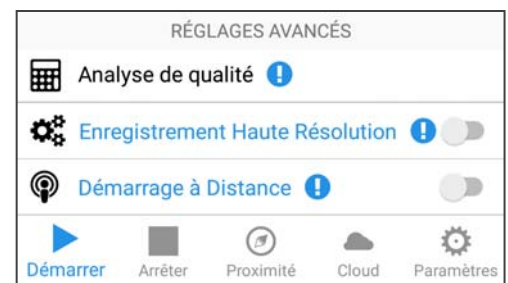 RÉGLAGES AVANCÉS
Analyse de qualité
Enregistrement Haute Résolution
Démarrage à Distance
Démarrer Arrêter Proximité Cloud Paramètres